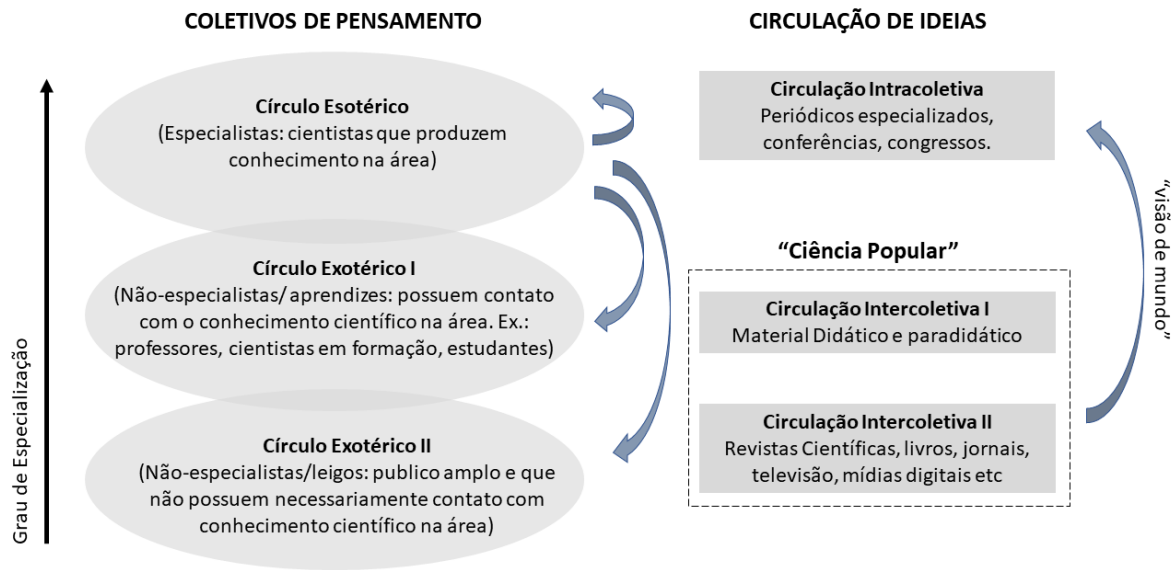 COLETIVOS DE PENSAMENTO
Círculo Esotérico
(Especialistas: cientistas que produzem
conhecimento na área)
Círculo Exotérico I
(Não-especialistas/ aprendizes: possuem contato
com o conhecimento científico na área. Ex.:
professores, cientistas em formação, estudantes)
Círculo Exotérico II
(Não-especialistas/leigos: publico amplo e que
não possuem necessariamente contato com
conhecimento científico na área)
Grau de Especialização
CIRCULAÇÃO DE IDEIAS
Circulação Intracoletiva
Periódicos especializados,
conferências, congressos.
“Ciência Popular”
Circulação Intercoletiva I
Material Didático e paradidático
Circulação Intercoletiva II
Revistas Científicas, livros, jornais,
televisão, mídias digitais etc
“visão de mundo”